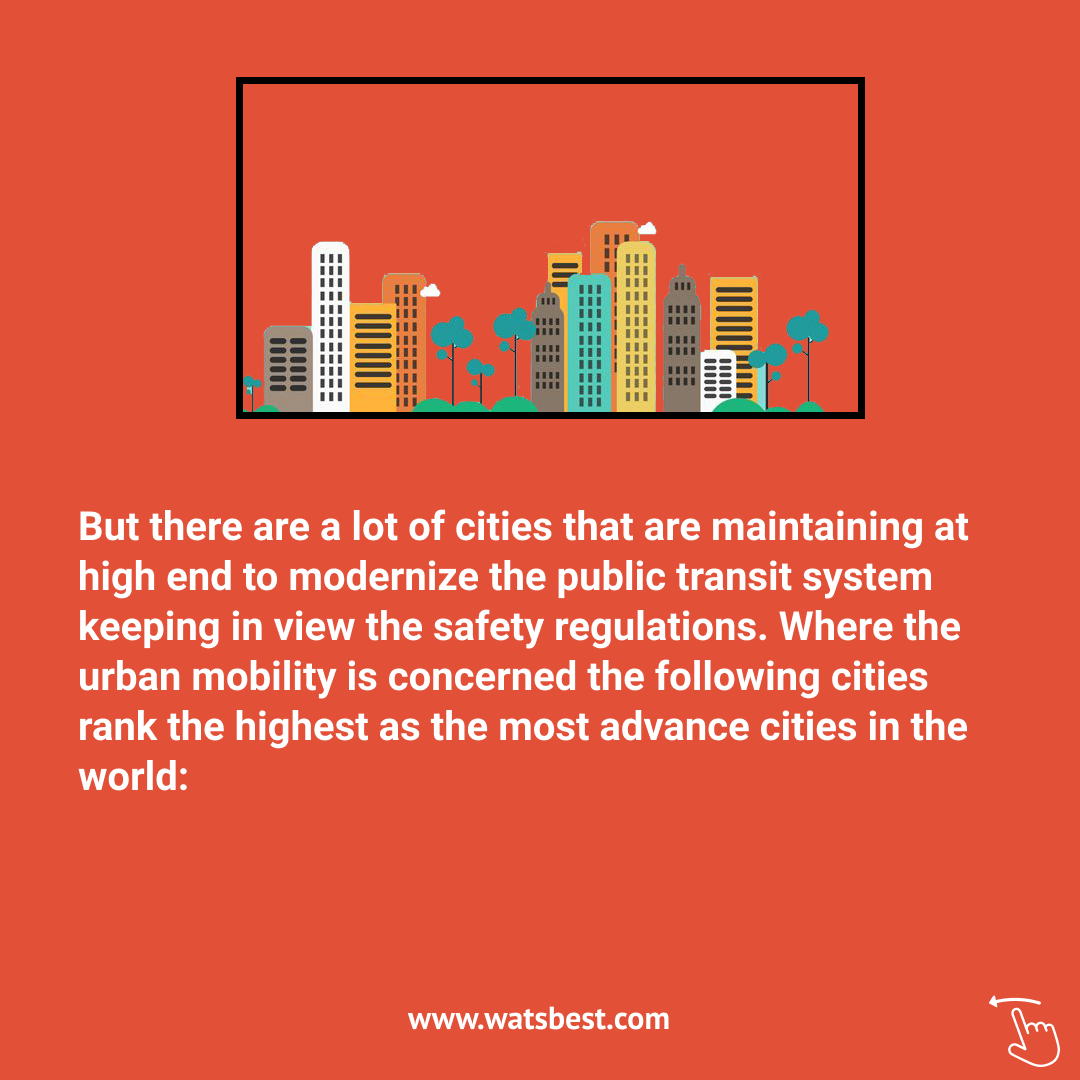 But there are a lot of cities that are maintaining at
high end to modernize the public transit system
keeping in view the safety regulations. Where the
urban mobility is concerned the following cities
rank the highest as the most advance cities in the
world:
www.watsbest.com